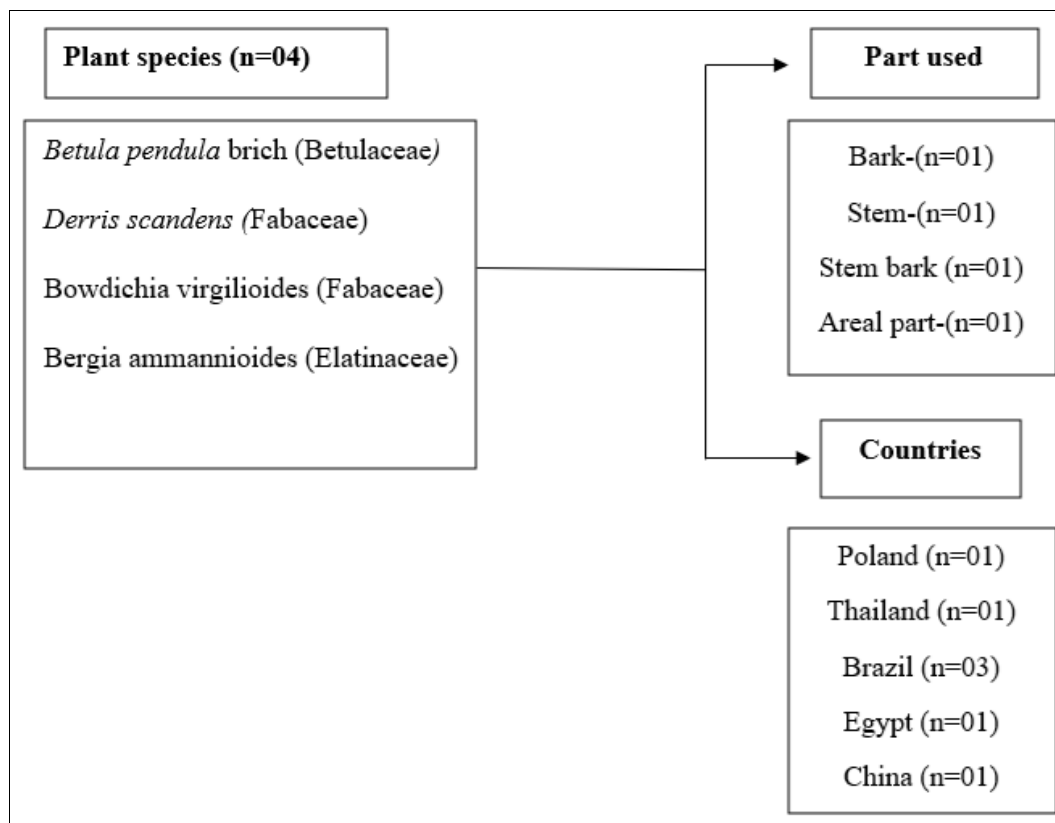 Plant species (n=04)
Betula pendula brich (Betulaceae)
Derris scandens (Fabaceae)
Bowdichia virgilioides (Fabaceae)
Bergia ammannioides (Elatinaceae)
Part used
Bark-(n=01)
Stem-(n=01)
Stem bark (n=01)
Areal part-(n=01)
Countries
Poland (n=01)
Thailand (n=01)
Brazil (n=03)
Egypt (n=01)
China (n=01)